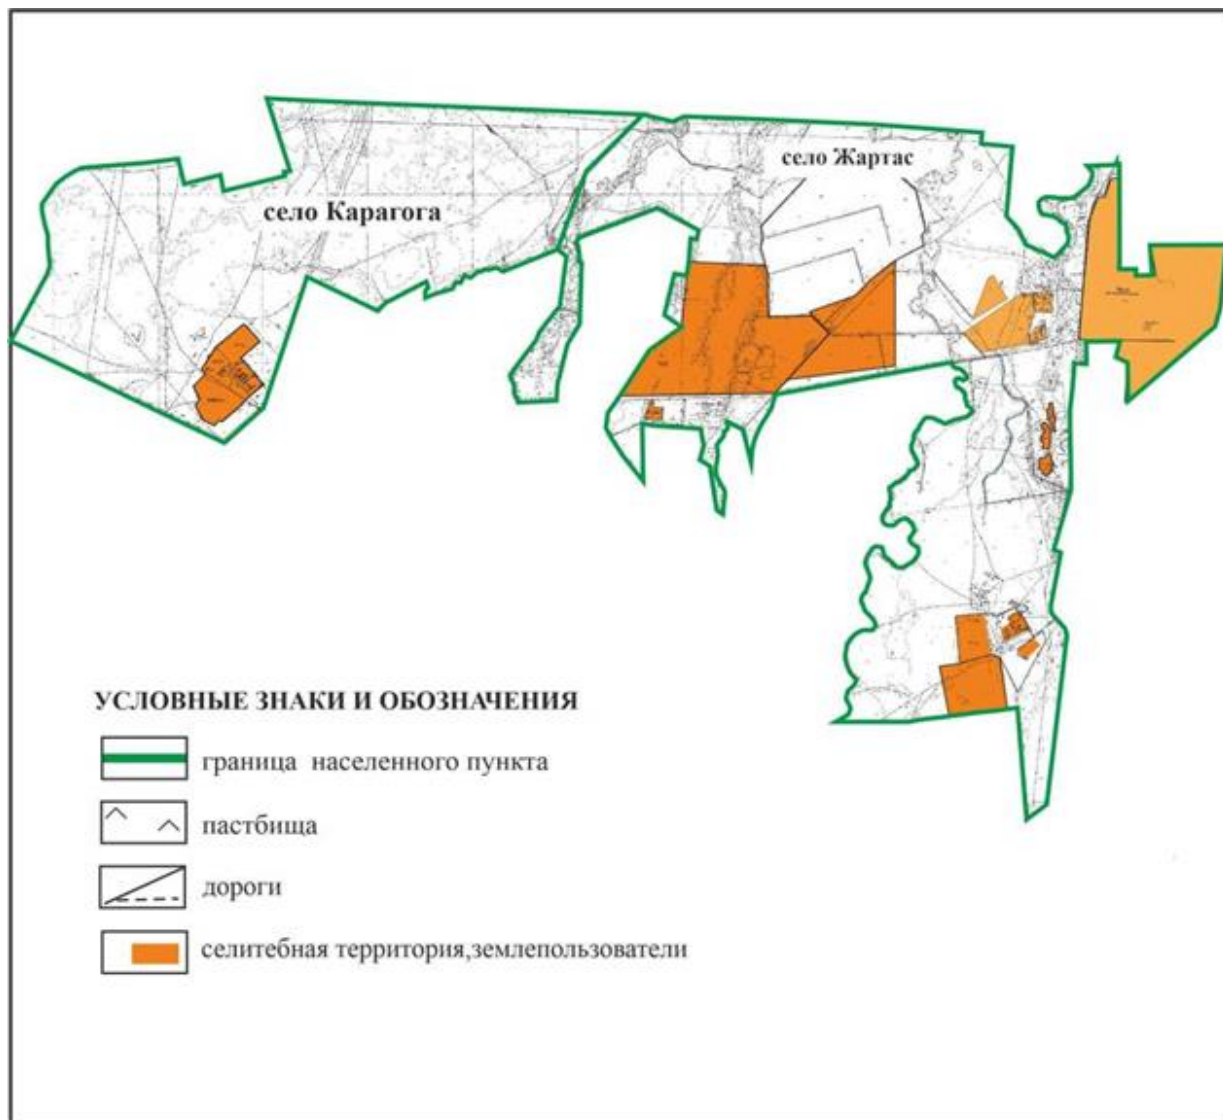 село Жартас
село Карагога
УСЛОВНЫЕ ЗНАКИ И ОБОЗНАЧЕНИЯ
граница населенного пункта
пастбища
дороги
селитебная территория,землепользователи